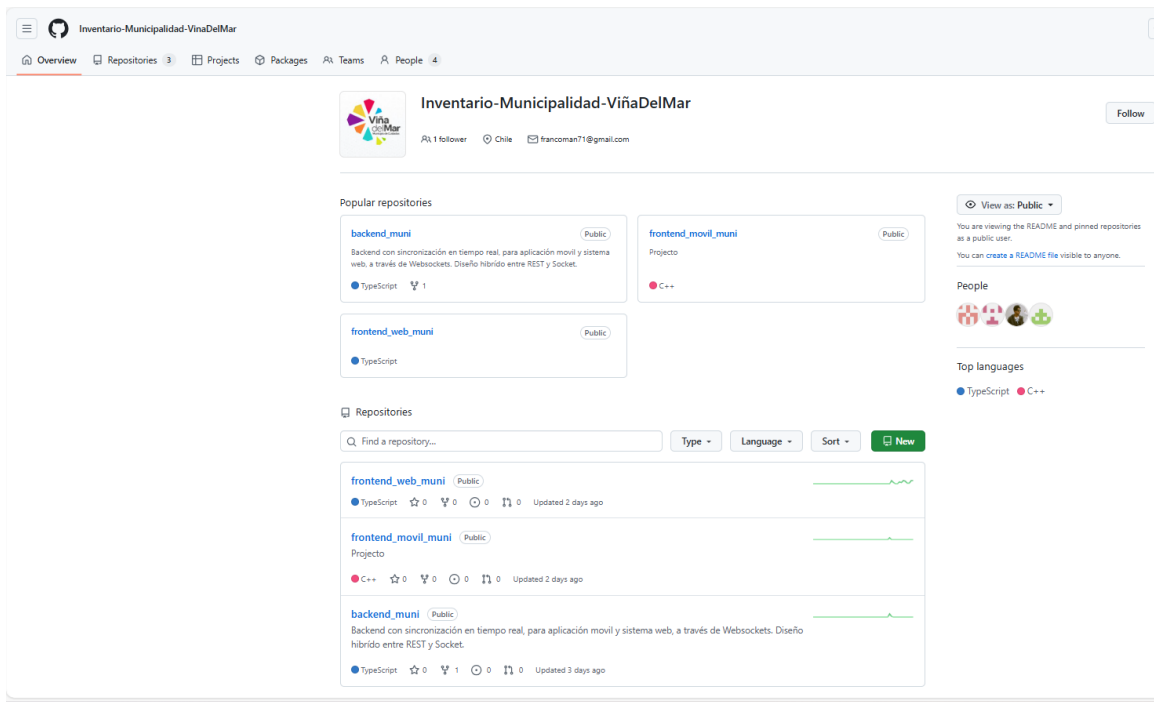 Inventario-Municipalidad-VinaDelMar
Overview Repositories 3 Projects Packages Teams People 4
Viña
delMar
Inventario-Municipalidad-ViñaDelMar
1 follower Chile francoman71@gmail.com
Follow
Popular repositories
backend_muni Public
Backend con sincronización en tiempo real, para aplicación movil y sistema
web, a través de Websockets. Diseño hibrído entre REST y Socket.
TypeScript 1
frontend_movil_muni Public
Projecto
C++
frontend_web_muni Public
TypeScript
View as: Public
You are viewing the README and pinned repositories
as a public user.
You can create a README file visible to anyone.
People
Top languages
TypeScript C++
Repositories
Find a repository...
Type Language Sort New
frontend_web_muni Public
TypeScript 0 0 0 0 Updated 2 days ago
frontend_movil_muni Public
Projecto
C++ 0 0 0 0 Updated 2 days ago
backend_muni Public
Backend con sincronización en tiempo real, para aplicación movil y sistema web, a través de Websockets. Diseño
hibrído entre REST y Socket.
TypeScript 0 1 0 0 Updated 3 days ago